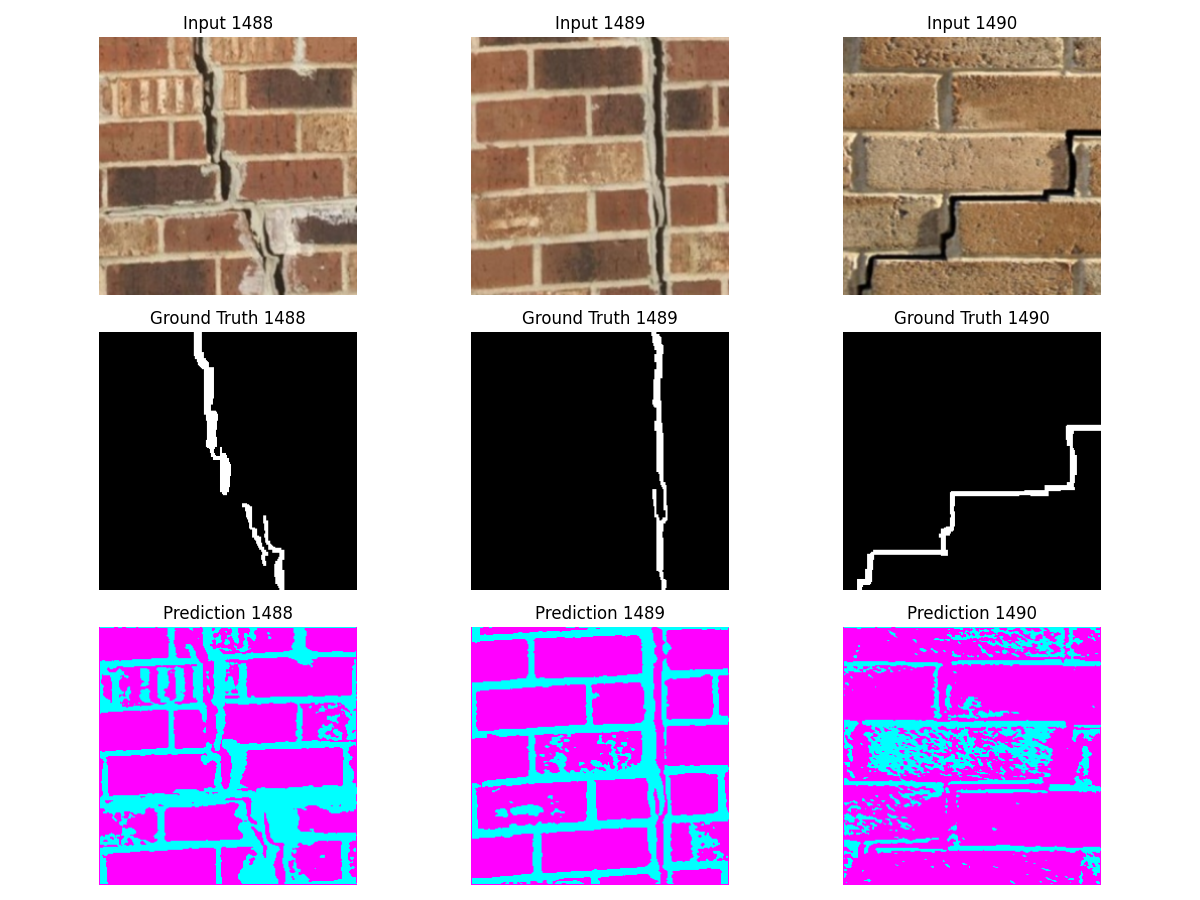 Input 1488
Input 1489
Input 1490
Ground Truth 1488
Ground Truth 1489
Ground Truth 1490
Prediction 1488
Prediction 1489
Prediction 1490